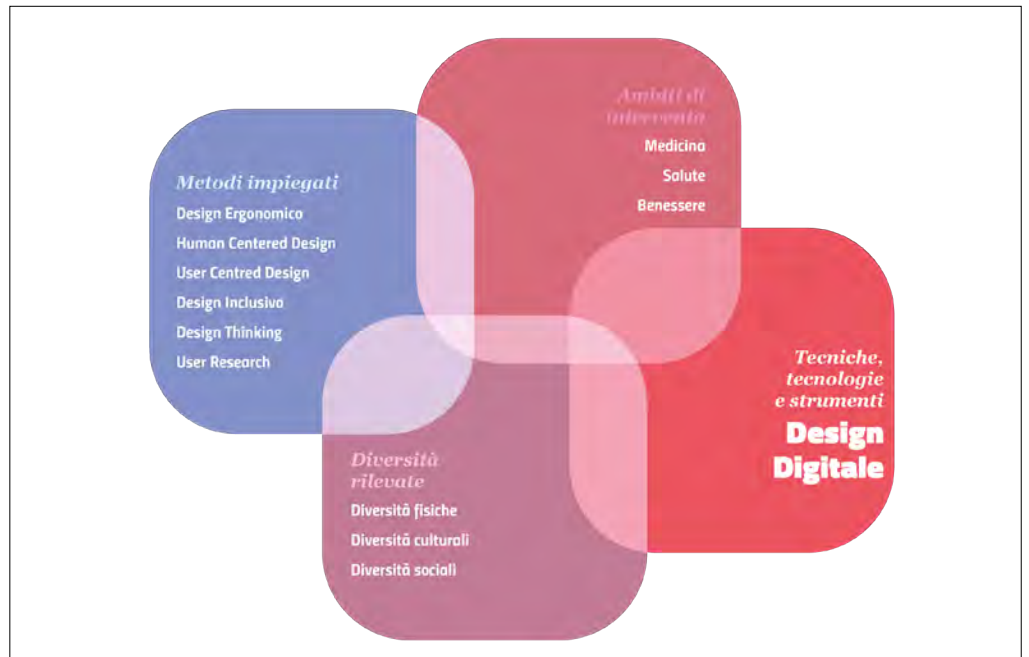 Metodi impiegati
Design Ergonomico
Human Centered Design
User Centred Design
Design Inclusivo
Design Thinking
User Research
Ambiti di
intervento
Medicina
Salute
Benessere
Diversità
rilevate
Diversità fisiche
Diversità culturali
Diversità sociali
Tecniche,
tecnologie
e strumenti
Design
Digitale